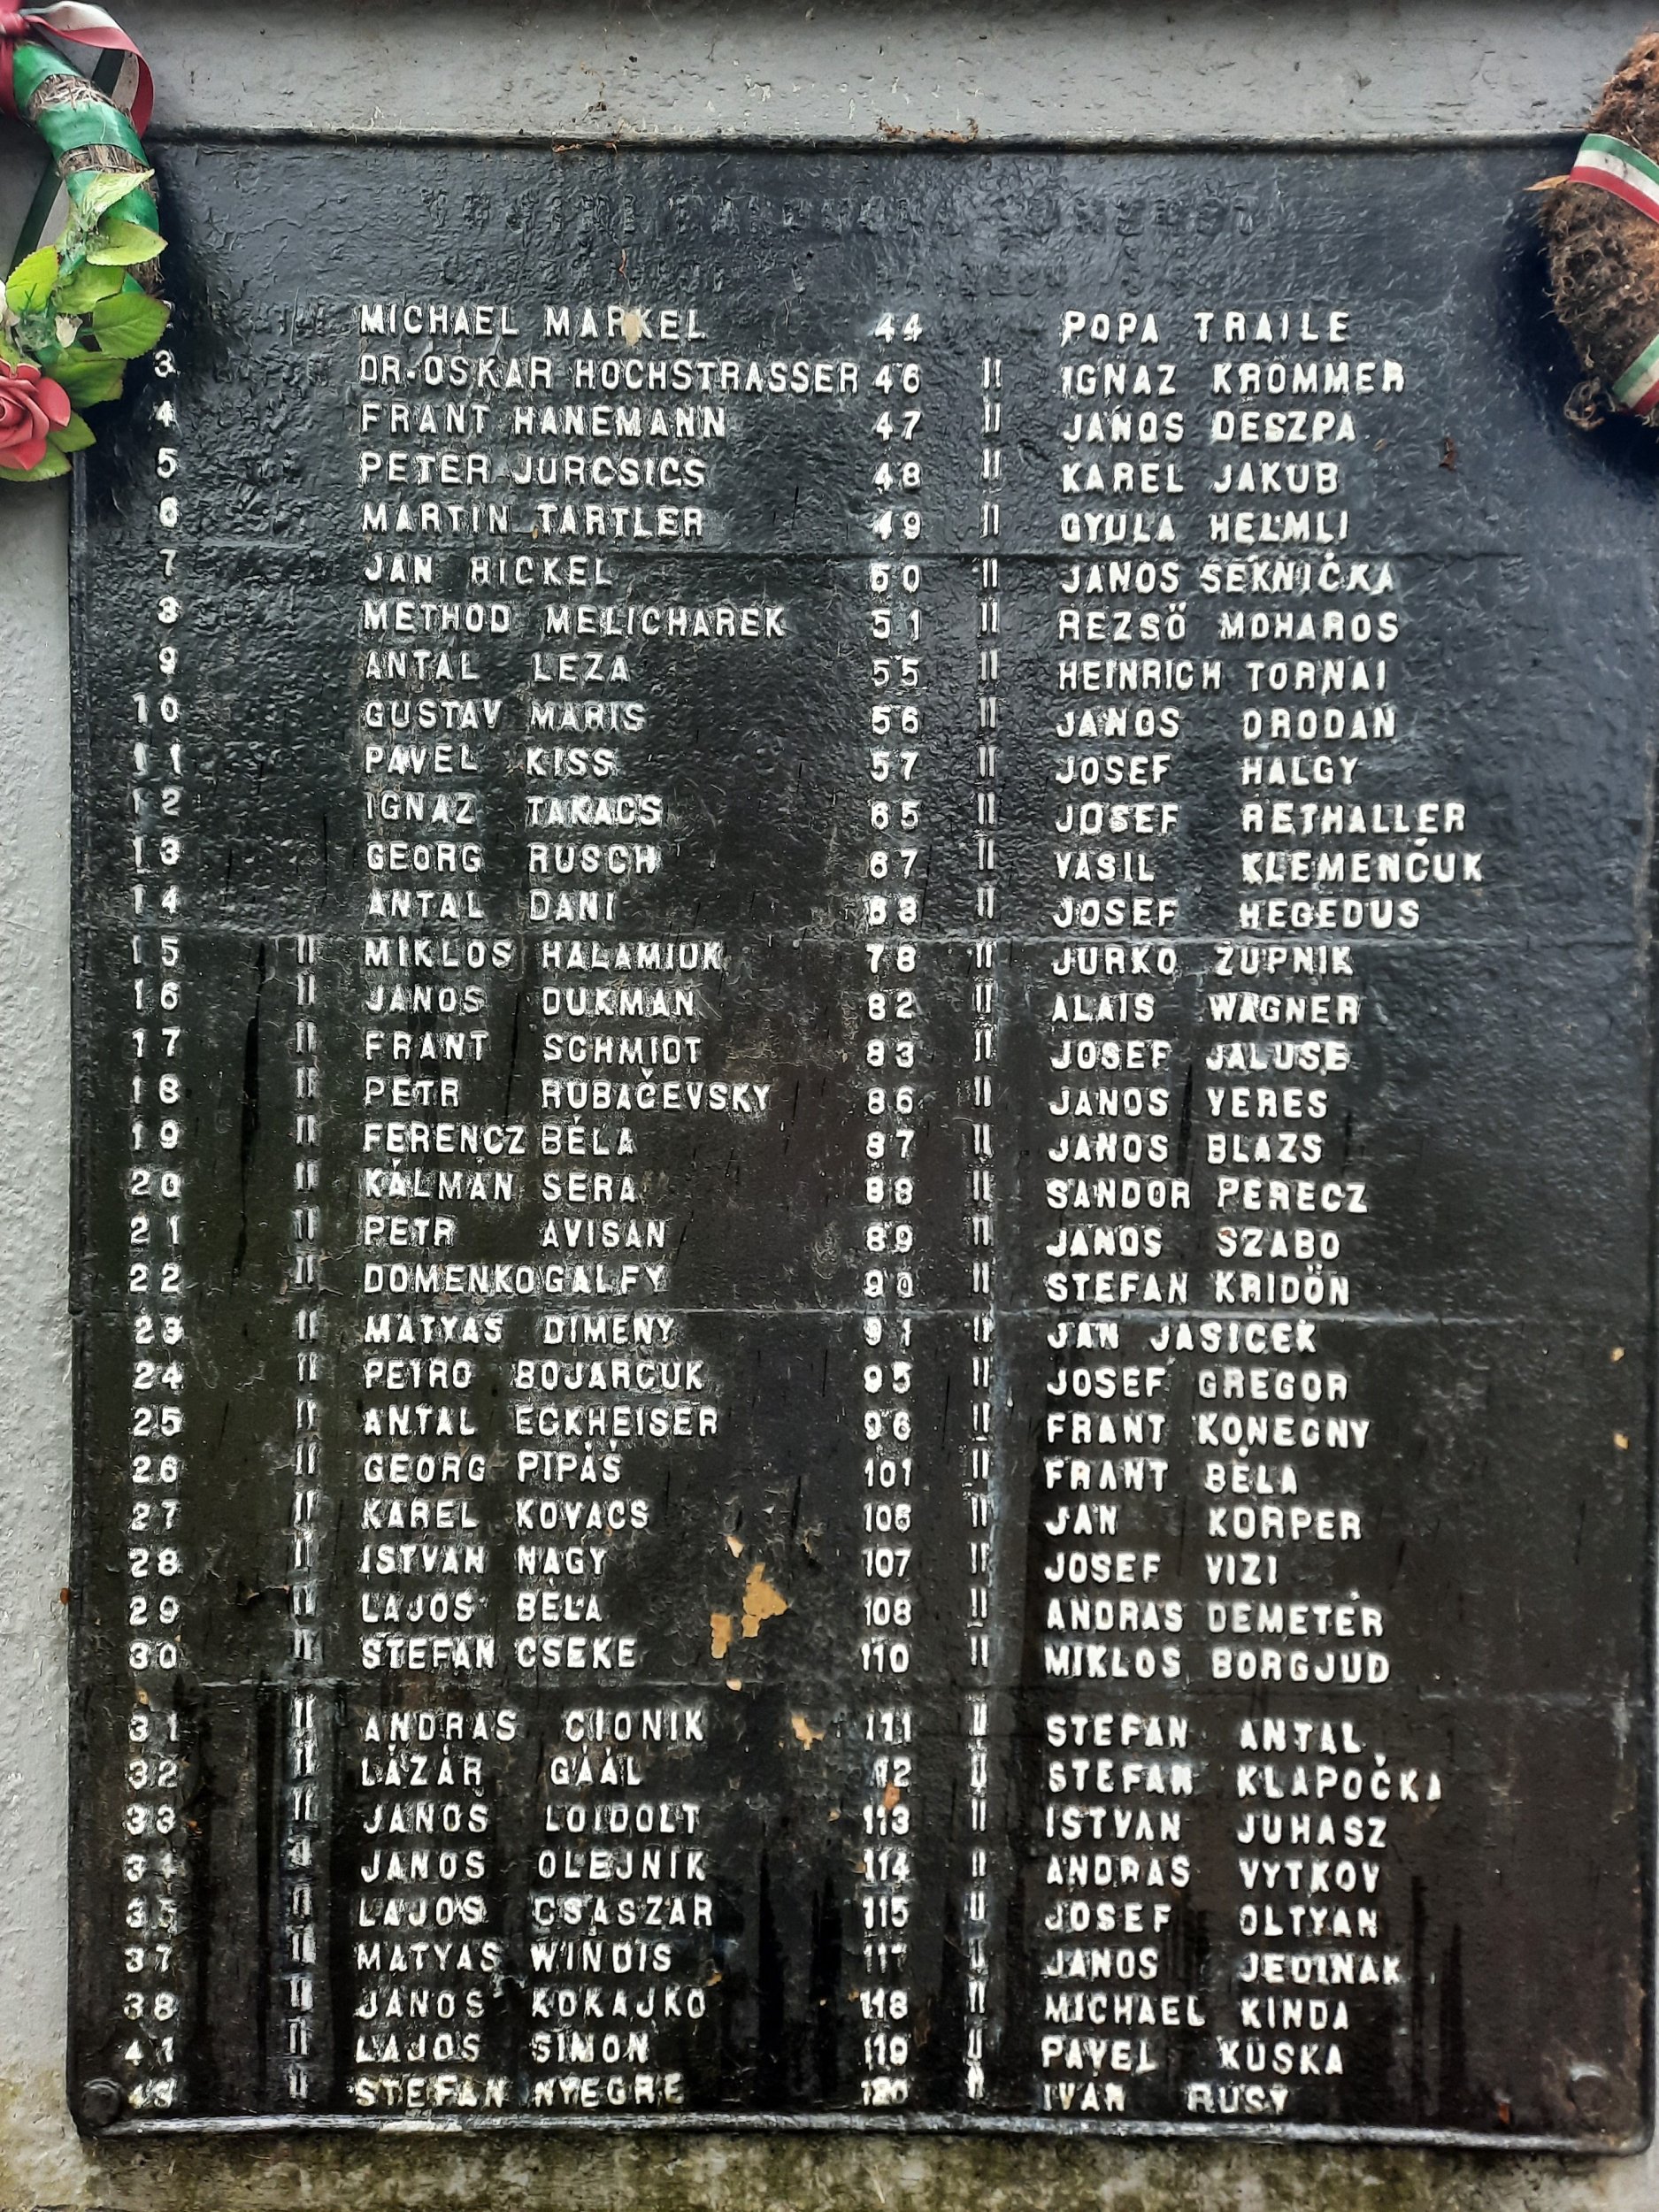 MICHAEL MARKEL 44 POPA TRAILE
3 DR.OSKAR HOCHSTRASSER 46 II IGNAZ KROMMER
4 FRANT HANEMANN 47 II JANOS DESZPA
5 PETER JURCSICS 48 II KAREL JAKUB
6 MARTIN TARTLER 49 II GYULA HELMLI
7 JAN HICKEL 50 II JANOS SEKNIČKA
8 METHOD MELICHAREK 51 II REZSÖ MOHAROS
9 ANTAL LEZA 55 II HEINRICH TORNAI
10 GUSTAV MARIS 56 II JANOS ORODAN
11 PAVEL KISS 57 II JOSEF HALGY
12 IGNAZ TAKACS 65 II JOSEF RETHALLER
13 GEORG RUSCH 67 II VASIL KLEMENČUK
14 ANTAL DANI 68 II JOSEF HEGEDUS
15 II MIKLOS HALAMIUK 78 II JURKO ŽUPNIK
16 II JANOS DUKMAN 82 II ALAIS WAGNER
17 II FRANT SCHMIDT 83 II JOSEF JALUSE
18 II PETR RUBAČEVSKY 86 II JANOS VERES
19 II FERENCZ BÉLA 87 II JANOS BLAZS
20 II KÁLMAN SERA 88 II SANDOR PERECZ
21 II PETR AVISAN 89 II JANOS SZABO
22 II DOMENKO GALFY 90 II STEFAN KRIDÖN
23 II MATYAS DIMENY 91 II JAN JASICEK
24 II PETRO BOJARCUK 95 II JOSEF GREGOR
25 II ANTAL ECKHEISER 96 II FRANT KONECNY
26 II GEORG PIPÁS 101 II FRANT BÉLA
27 II KAREL KOVACS 106 II JAN KORPER
28 II ISTVAN NAGY 107 II JOSEF VIZI
29 II LAJOS BÉLA 108 II ANDRAS DEMETER
30 II STEFAN CSEKE 110 II MIKLOS BORGJUD
31 II ANDRAS CIONIK 111 II STEFAN ANTAL
32 II LÁZÁR GÁÁL 112 II STEFAN KLAPOČKA
33 II JANOS LOIDOLT 113 II ISTVAN JUHASZ
34 II JANOS OLEJNIK 114 II ANDRAS VYTKOV
35 II LAJOS CSASZAR 115 II JOSEF OLTYAN
37 II MATYAS WINDIS 117 II JANOS JEDINAK
38 II JANOS KOKAJKO 118 II MICHAEL KINDA
41 II LAJOS SIMON 119 II PAVEL KUSKA
43 II STEFAN NYEGRE 120 II IVAN RUSY